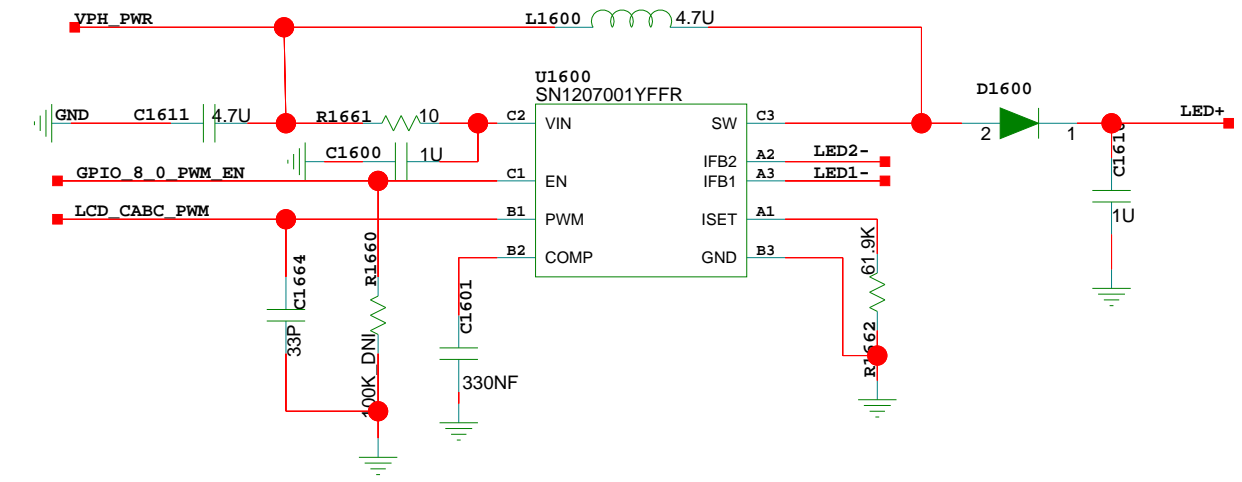 VPH_PWR
L1600
4.7U
U1600
SN1207001YFFR
D1600
GND
C1611
4.7U
R1661
10
C2
VIN
SW
C3
2
1
LED+
C1600
1U
IFB2
A2
LED2-
C1610
GPIO_8_0_PWM_EN
C1
EN
IFB1
A3
LED1-
LCD_CABC_PWM
B1
PWM
ISET
A1
1U
B2
COMP
GND
B3
61.9K
R1660
C1664
C1601
33P
100K_DNI
R1662
330NF